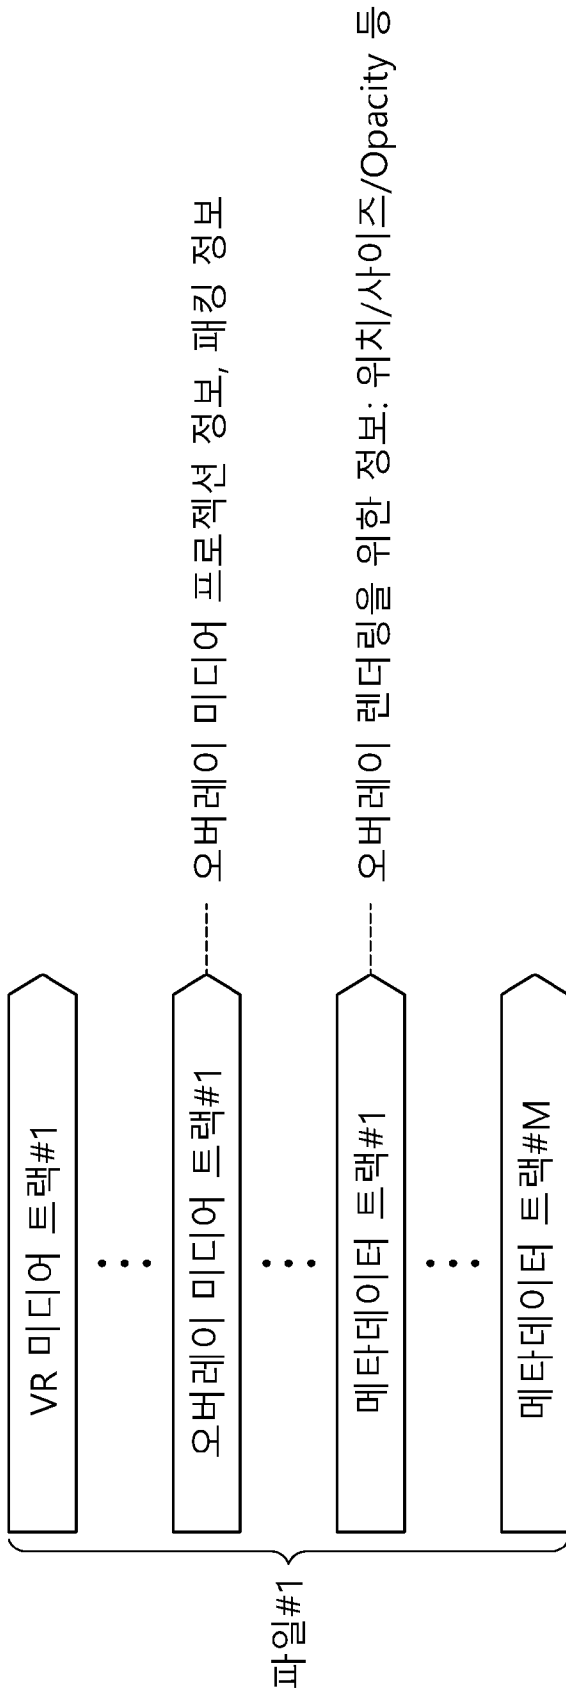 파일#1
VR 미디어 트랙#1
오버레이 미디어 트랙#1
오버레이 미디어 프로젝션 정보, 패킹 정보
메타데이터 트랙#1
오버레이 렌더링을 위한 정보: 위치/사이즈/Opacity 등
메타데이터 트랙#M